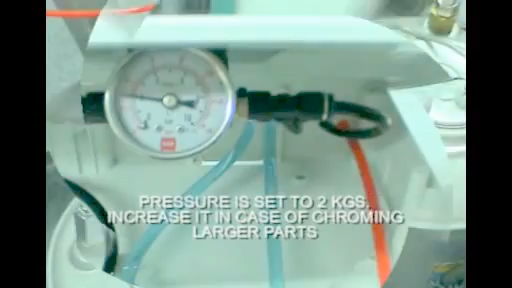 PRESSURE IS SET TO 2 KGS.
INCREASE IT IN CASE OF CHROMING
LARGER PARTS